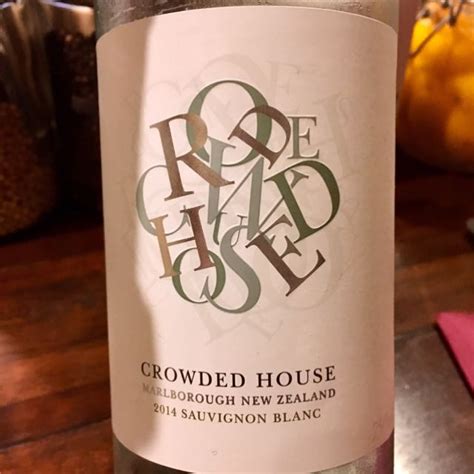 CROWDED HOUSE
MARLBOROUGH NEW ZEALAND
2014 SAUVIGNON BLANC